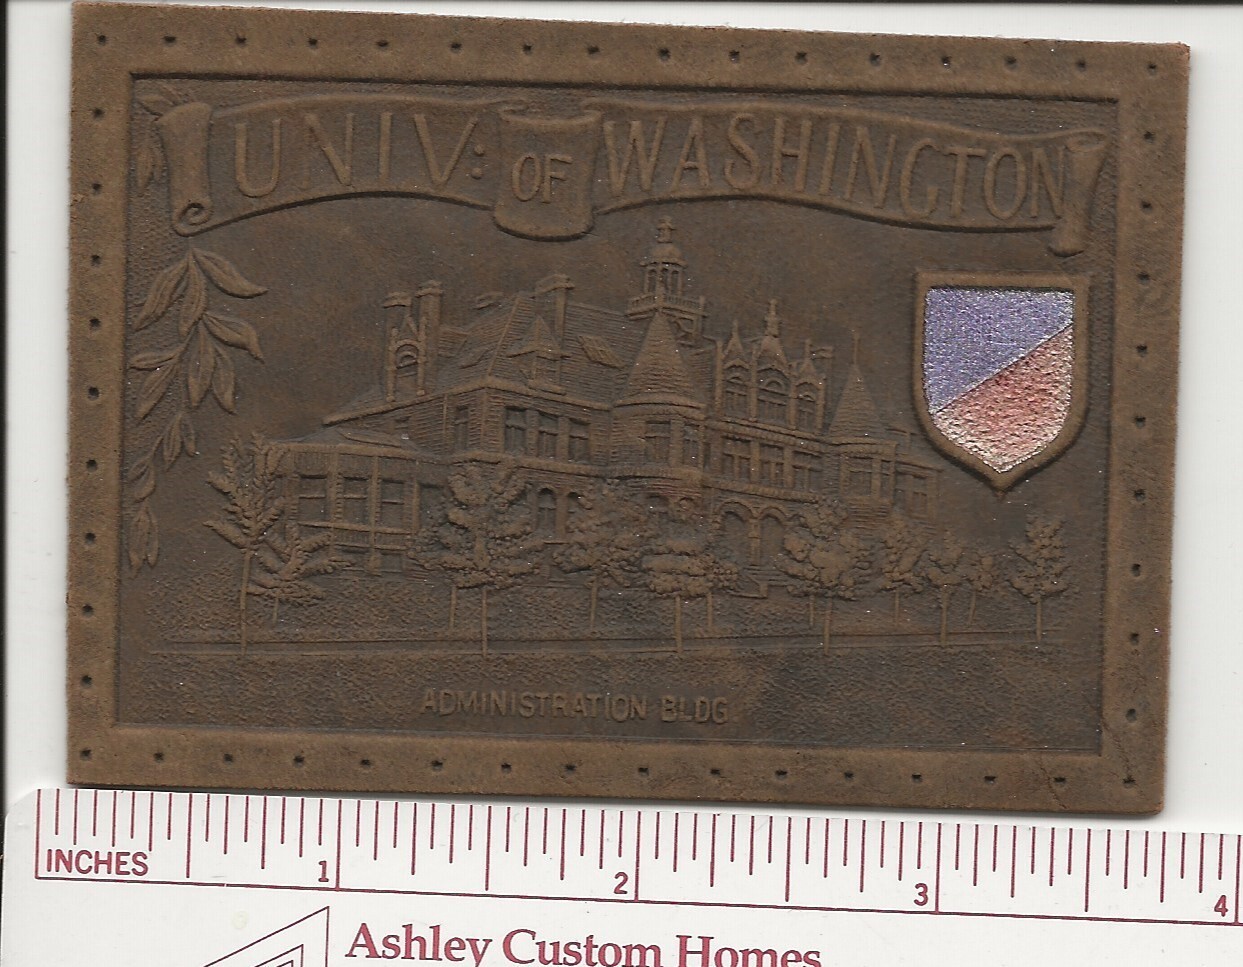 UNIV: OF WASHINGTON
ADMINISTRATION BLDG.
1 2 3 4
INCHES
Ashley Custom Homes